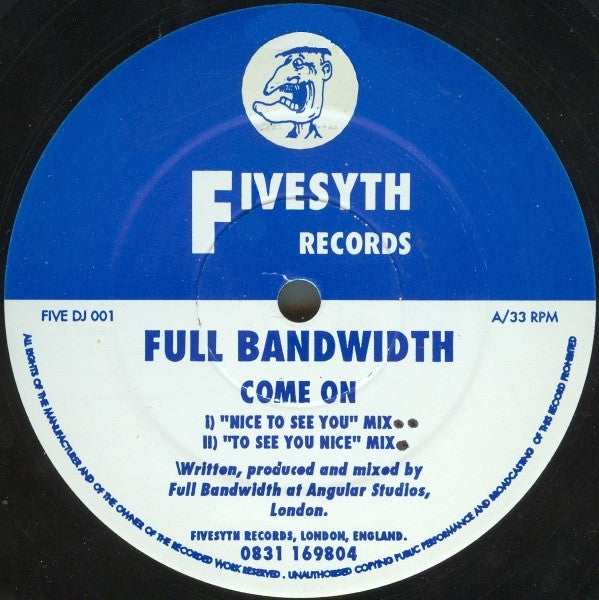 FIVESYTH
RECORDS
FIVE DJ 001
A/33 RPM
FULL BANDWIDTH
COME ON
I) "NICE TO SEE YOU" MIX
II) "TO SEE YOU NICE" MIX
Written, produced and mixed by
Full Bandwidth at Angular Studios,
London.
FIVESYTH RECORDS, LONDON, ENGLAND.
0831 169804
ALL RIGHTS OF THE MANUFACTURER AND OF THE OWNER OF THE RECORDED WORK RESERVED . UNAUTHORISED COPYING PUBLIC PERFORMANCE AND BROADCASTING OF THIS RECORD PROHIBITED